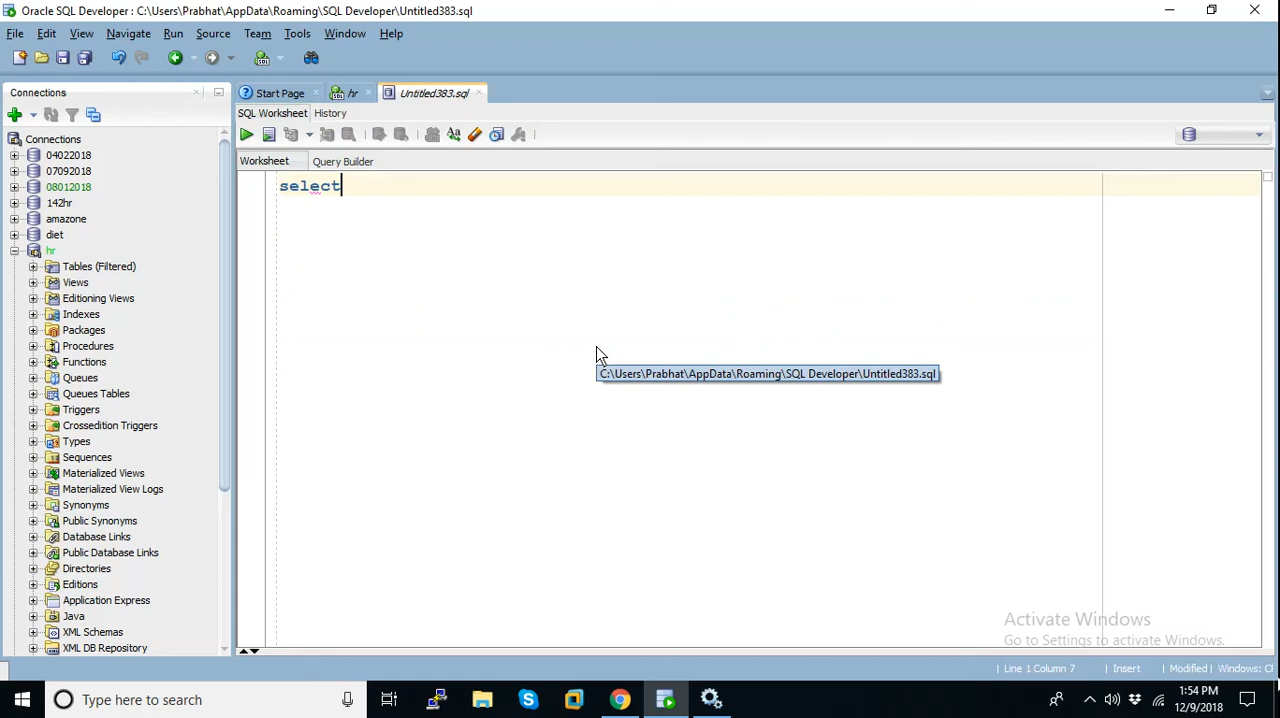 Oracle SQL Developer : C:\Users\Prabhat\AppData\Roaming\SQL Developer\Untitled383.sql
File Edit View Navigate Run Source Team Tools Window Help
Connections
Start Page hr Untitled383.sql
SQL Worksheet History
Connections
04022018
07092018
08012018
142hr
amazone
diet
hr
Tables (Filtered)
Views
Editioning Views
Indexes
Packages
Procedures
Functions
Queues
Queues Tables
Triggers
Crossedition Triggers
Types
Sequences
Materialized Views
Materialized View Logs
Synonyms
Public Synonyms
Database Links
Public Database Links
Directories
Editions
Application Express
Java
XML Schemas
XML DB Repository
Worksheet Query Builder
select
C:\Users\Prabhat\AppData\Roaming\SQL Developer\Untitled383.sql
Activate Windows
Go to Settings to activate Windows.
Line 1 Column 7 Insert Modified Windows: CF
Type here to search
1:54 PM
12/9/2018